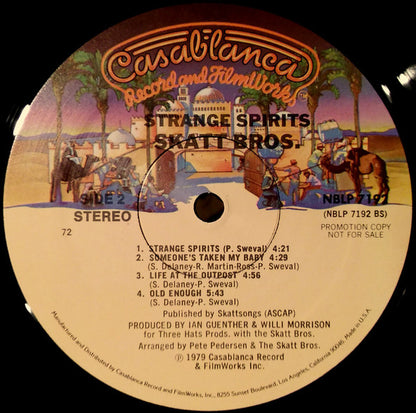 Casablanca
Record and FilmWorks
STRANGE SPIRITS
SKATT BROS.
SIDE 2
STEREO
NBLP 7192
(NBLP 7192 BS)
72
PROMOTION COPY
NOT FOR SALE
1. STRANGE SPIRITS (P. Sweval) 4:21
2. SOMEONE'S TAKEN MY BABY 4:29
(S. Delaney-R. Martin-Ross-P. Sweval)
3. LIFE AT THE OUTPOST 4:56
(S. Delaney-P. Sweval)
4. OLD ENOUGH 5:43
(S. Delaney-P. Sweval)
Published by Skattsongs (ASCAP)
PRODUCED BY IAN GUENTHER & WILLI MORRISON
for Three Hats Prods. with the Skatt Bros.
Arranged by Pete Pedersen & The Skatt Bros.
Ⓟ 1979 Casablanca Record
& FilmWorks Inc.
Manufactured and Distributed by Casablanca Record and FilmWorks Inc., 8255 Sunset Boulevard, Los Angeles, California 90046, Made in U.S.A.